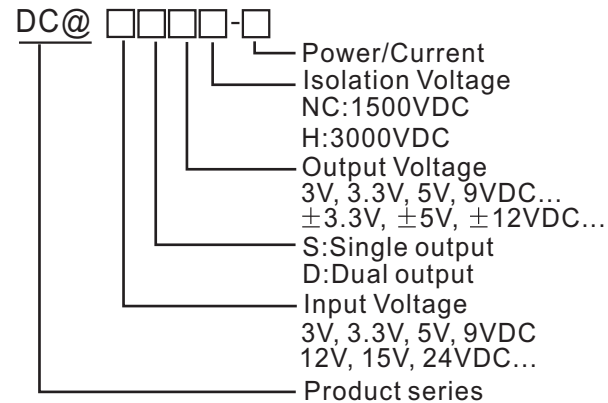 DC@ □□□□-□
Power/Current
Isolation Voltage
NC:1500VDC
H:3000VDC
Output Voltage
3V, 3.3V, 5V, 9VDC...
±3.3V, ±5V, ±12VDC...
S:Single output
D:Dual output
Input Voltage
3V, 3.3V, 5V, 9VDC
12V, 15V, 24VDC...
Product series